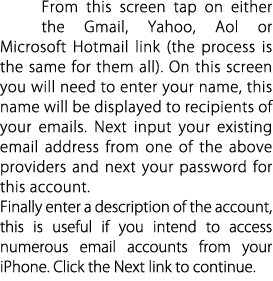 From this screen tap on either
the Gmail, Yahoo, Aol or
Microsoft Hotmail link (the process is
the same for them all). On this screen
you will need to enter your name, this
name will be displayed to recipients of
your emails. Next input your existing
email address from one of the above
providers and next your password for
this account.
Finally enter a description of the account,
this is useful if you intend to access
numerous email accounts from your
iPhone. Click the Next link to continue.